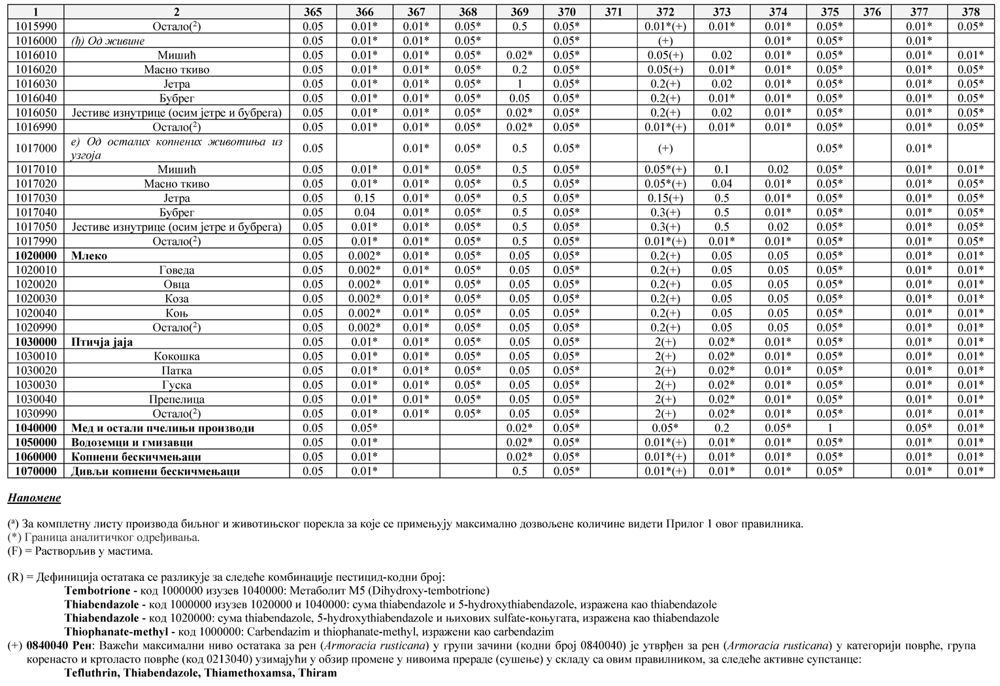 1 2 365 366 367 368 369 370 371 372 373 374 375 376 377 378
1015990 Остало(²) 0.05 0.01* 0.01* 0.05* 0.5 0.05* 0.01*(+) 0.01* 0.01* 0.05* 0.01* 0.05*
1016000 (ђ) Од живине 0.05 0.01* 0.01* 0.05* 0.05* (+) 0.01* 0.05* 0.01*
1016010 Мишић 0.05 0.01* 0.01* 0.05* 0.02* 0.05* 0.05(+) 0.02 0.01* 0.05* 0.01* 0.01*
1016020 Масно ткиво 0.05 0.01* 0.01* 0.05* 0.2 0.05* 0.05(+) 0.01* 0.01* 0.05* 0.01* 0.05*
1016030 Јетра 0.05 0.01* 0.01* 0.05* 1 0.05* 0.2(+) 0.02 0.01* 0.05* 0.01* 0.05*
1016040 Бубрег 0.05 0.01* 0.01* 0.05* 0.05 0.05* 0.2(+) 0.01* 0.01* 0.05* 0.01* 0.05*
1016050 Јестиве изнутрице (осим јетре и бубрега) 0.05 0.01* 0.01* 0.05* 0.02* 0.05* 0.2(+) 0.02 0.01* 0.05* 0.01* 0.05*
1016990 Остало(²) 0.05 0.01* 0.01* 0.05* 0.02* 0.05* 0.01*(+) 0.01* 0.01* 0.05* 0.01* 0.05*
1017000 е) Од осталих копнених животиња из узгоја 0.05 0.01* 0.05* 0.5 0.05* (+) 0.05* 0.01*
1017010 Мишић 0.05 0.01* 0.01* 0.05* 0.5 0.05* 0.05*(+) 0.1 0.02 0.05* 0.01* 0.01*
1017020 Масно ткиво 0.05 0.01* 0.01* 0.05* 0.5 0.05* 0.05*(+) 0.04 0.01* 0.05* 0.01* 0.05*
1017030 Јетра 0.05 0.15 0.01* 0.05* 0.5 0.05* 0.15(+) 0.5 0.01* 0.05* 0.01* 0.05*
1017040 Бубрег 0.05 0.04 0.01* 0.05* 0.5 0.05* 0.3(+) 0.5 0.01* 0.05* 0.01* 0.05*
1017050 Јестиве изнутрице (осим јетре и бубрега) 0.05 0.01* 0.01* 0.05* 0.5 0.05* 0.3(+) 0.5 0.02 0.05* 0.01* 0.05*
1017990 Остало(²) 0.05 0.01* 0.01* 0.05* 0.5 0.05* 0.01*(+) 0.01* 0.01* 0.05* 0.01* 0.05*
1020000 Млеко 0.05 0.002* 0.01* 0.05* 0.05 0.05* 0.2(+) 0.05 0.05 0.05* 0.01* 0.01*
1020010 Говеда 0.05 0.002* 0.01* 0.05* 0.05 0.05* 0.2(+) 0.05 0.05 0.05* 0.01* 0.01*
1020020 Овца 0.05 0.002* 0.01* 0.05* 0.05 0.05* 0.2(+) 0.05 0.05 0.05* 0.01* 0.01*
1020030 Коза 0.05 0.002* 0.01* 0.05* 0.05 0.05* 0.2(+) 0.05 0.05 0.05* 0.01* 0.01*
1020040 Коњ 0.05 0.002* 0.01* 0.05* 0.05 0.05* 0.2(+) 0.05 0.05 0.05* 0.01* 0.01*
1020990 Остало(²) 0.05 0.002* 0.01* 0.05* 0.05 0.05* 0.2(+) 0.05 0.05 0.05* 0.01* 0.01*
1030000 Птичја јаја 0.05 0.01* 0.01* 0.05* 0.05 0.05* 2(+) 0.02* 0.01* 0.05* 0.01* 0.01*
1030010 Кокошка 0.05 0.01* 0.01* 0.05* 0.05 0.05* 2(+) 0.02* 0.01* 0.05* 0.01* 0.01*
1030020 Патка 0.05 0.01* 0.01* 0.05* 0.05 0.05* 2(+) 0.02* 0.01* 0.05* 0.01* 0.01*
1030030 Гуска 0.05 0.01* 0.01* 0.05* 0.05 0.05* 2(+) 0.02* 0.01* 0.05* 0.01* 0.01*
1030040 Препелица 0.05 0.01* 0.01* 0.05* 0.05 0.05* 2(+) 0.02* 0.01* 0.05* 0.01* 0.01*
1030990 Остало(²) 0.05 0.01* 0.01* 0.05* 0.05 0.05* 2(+) 0.02* 0.01* 0.05* 0.01* 0.01*
1040000 Мед и остали пчелињи производи 0.05 0.05* 0.02* 0.05* 0.05* 0.2 0.05* 1 0.05* 0.01*
1050000 Водоземци и гмизавци 0.05 0.01* 0.02* 0.05* 0.01*(+) 0.01* 0.01* 0.05* 0.01* 0.01*
1060000 Копнени бескичмењаци 0.05 0.01* 0.02* 0.05* 0.01*(+) 0.01* 0.01* 0.05* 0.01* 0.01*
1070000 Дивљи копнени бескичмењаци 0.05 0.01* 0.5 0.05* 0.01*(+) 0.01* 0.01* 0.05* 0.01* 0.01*
Напомене
(ª) За комплетну листу производа биљног и животињског порекла за које се примењују максимално дозвољене количине видети Прилог 1 овог правилника.
(*) Граница аналитичког одређивања.
(F) = Растворљив у мастима.
(R) = Дефиниција остатака се разликује за следеће комбинације пестицид-кодни број:
Tembotrione - код 1000000 изузев 1040000: Метаболит M5 (Dihydroxy-tembotrione)
Thiabendazole - код 1000000 изузев 1020000 и 1040000: сума thiabendazole и 5-hydroxythiabendazole, изражена као thiabendazole
Thiabendazole - код 1020000: сума thiabendazole, 5-hydroxythiabendazole и њихових sulfate-коњугата, изражена као thiabendazole
Thiophanate-methyl - код 1000000: Carbendazim и thiophanate-methyl, изражени као carbendazim
(+) 0840040 Рен: Важећи максимални ниво остатака за рен (Armoracia rusticana) у групи зачини (кодни број 0840040) је утврђен за рен (Armoracia rusticana) у категорији поврће, група
коренасто и кртоласто поврће (код 0213040) узимајући у обзир промене у нивоима прераде (сушење) у складу са овим правилником, за следеће активне супстанце:
Tefluthrin, Thiabendazole, Thiamethoxamsa, Thiram